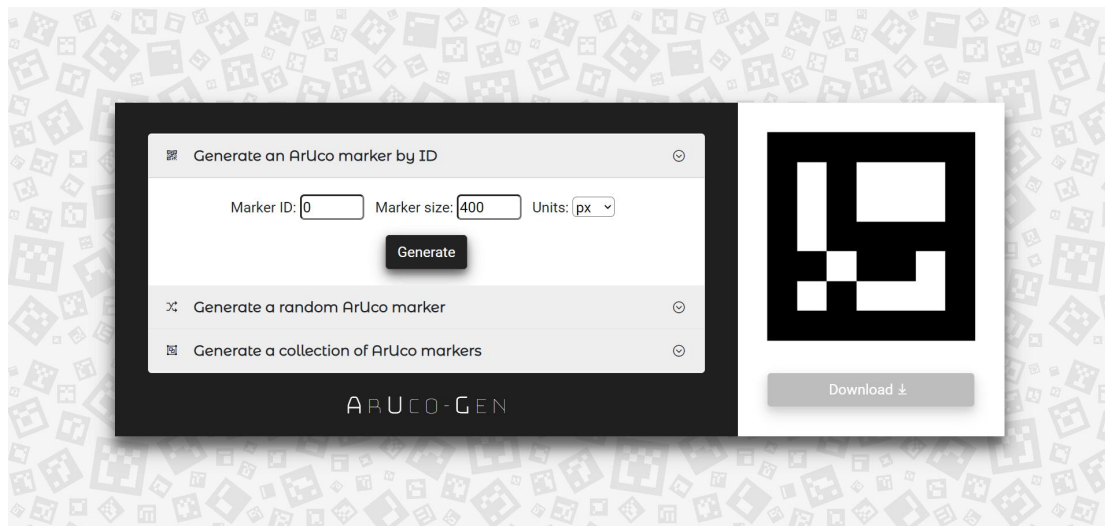 Generate an ArUco marker by ID
Marker ID: 0 Marker size: 400 Units: px
Generate
Generate a random ArUco marker
Generate a collection of ArUco markers
ARUCO-GEN
Download